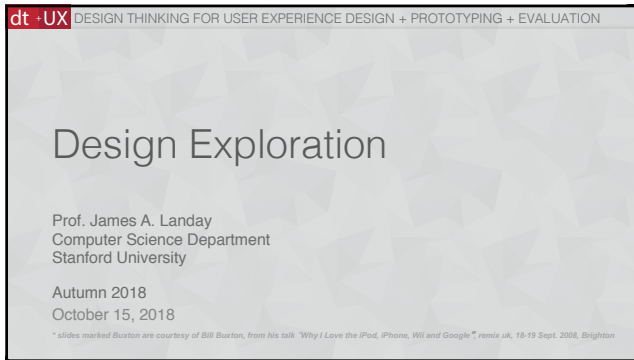 dt+UX DESIGN THINKING FOR USER EXPERIENCE DESIGN + PROTOTYPING + EVALUATION
Design Exploration
Prof. James A. Landay
Computer Science Department
Stanford University
Autumn 2018
October 15, 2018
* slides marked Buxton are courtesy of Bill Buxton, from his talk “Why I Love the iPod, iPhone, Wii and Google”, remix uk, 18-19 Sept. 2008, Brighton